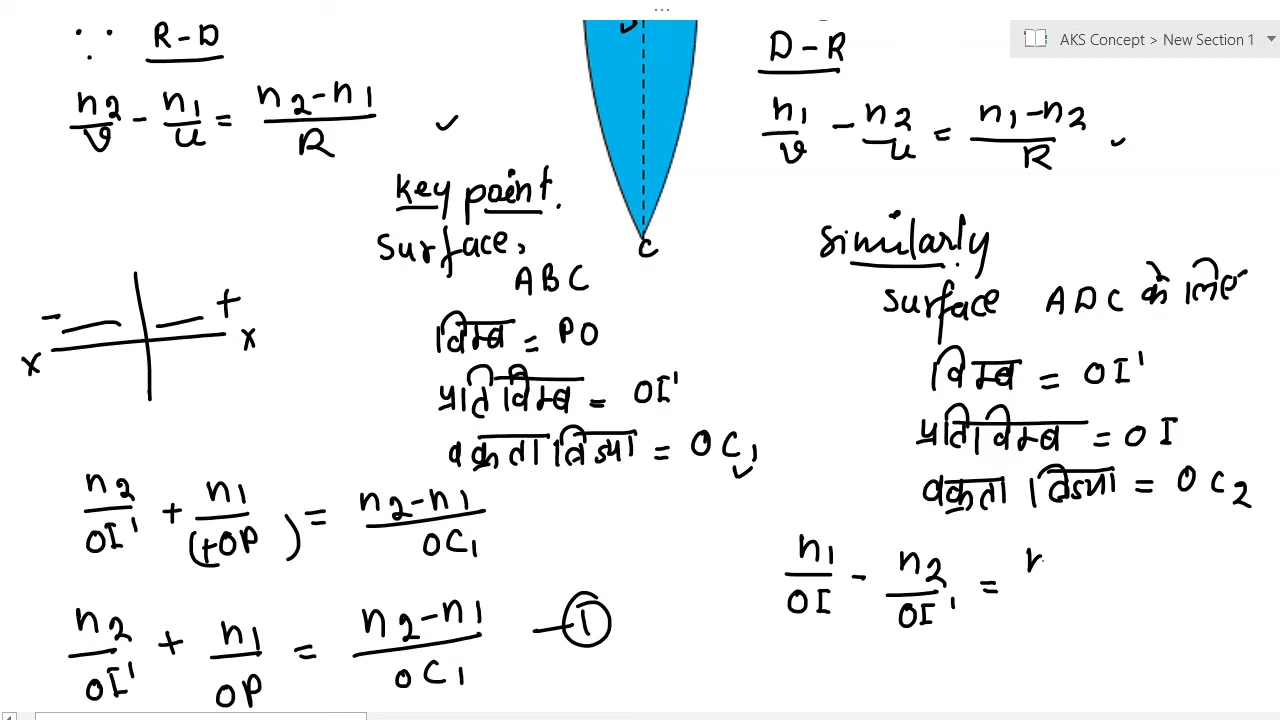 ∵ R-D
n₂/v - n₁/u = (n₂-n₁)/R ✓
key point.
surface,
ABC
विम्ब = PO
प्रतिविम्ब = OI'
वक्रता त्रिज्या = OC₁ ✓
- +
X X
n₂/OI' + n₁/(+OP) = (n₂-n₁)/OC₁
n₂/OI' + n₁/OP = (n₂-n₁)/OC₁ —①
C
AKS Concept > New Section 1
D-R
n₁/v - n₂/u = (n₁-n₂)/R ✓
Similarly
surface ADC के लिए
विम्ब = OI'
प्रतिविम्ब = OI
वक्रता त्रिज्या = OC₂
n₁/OI - n₂/OI' =